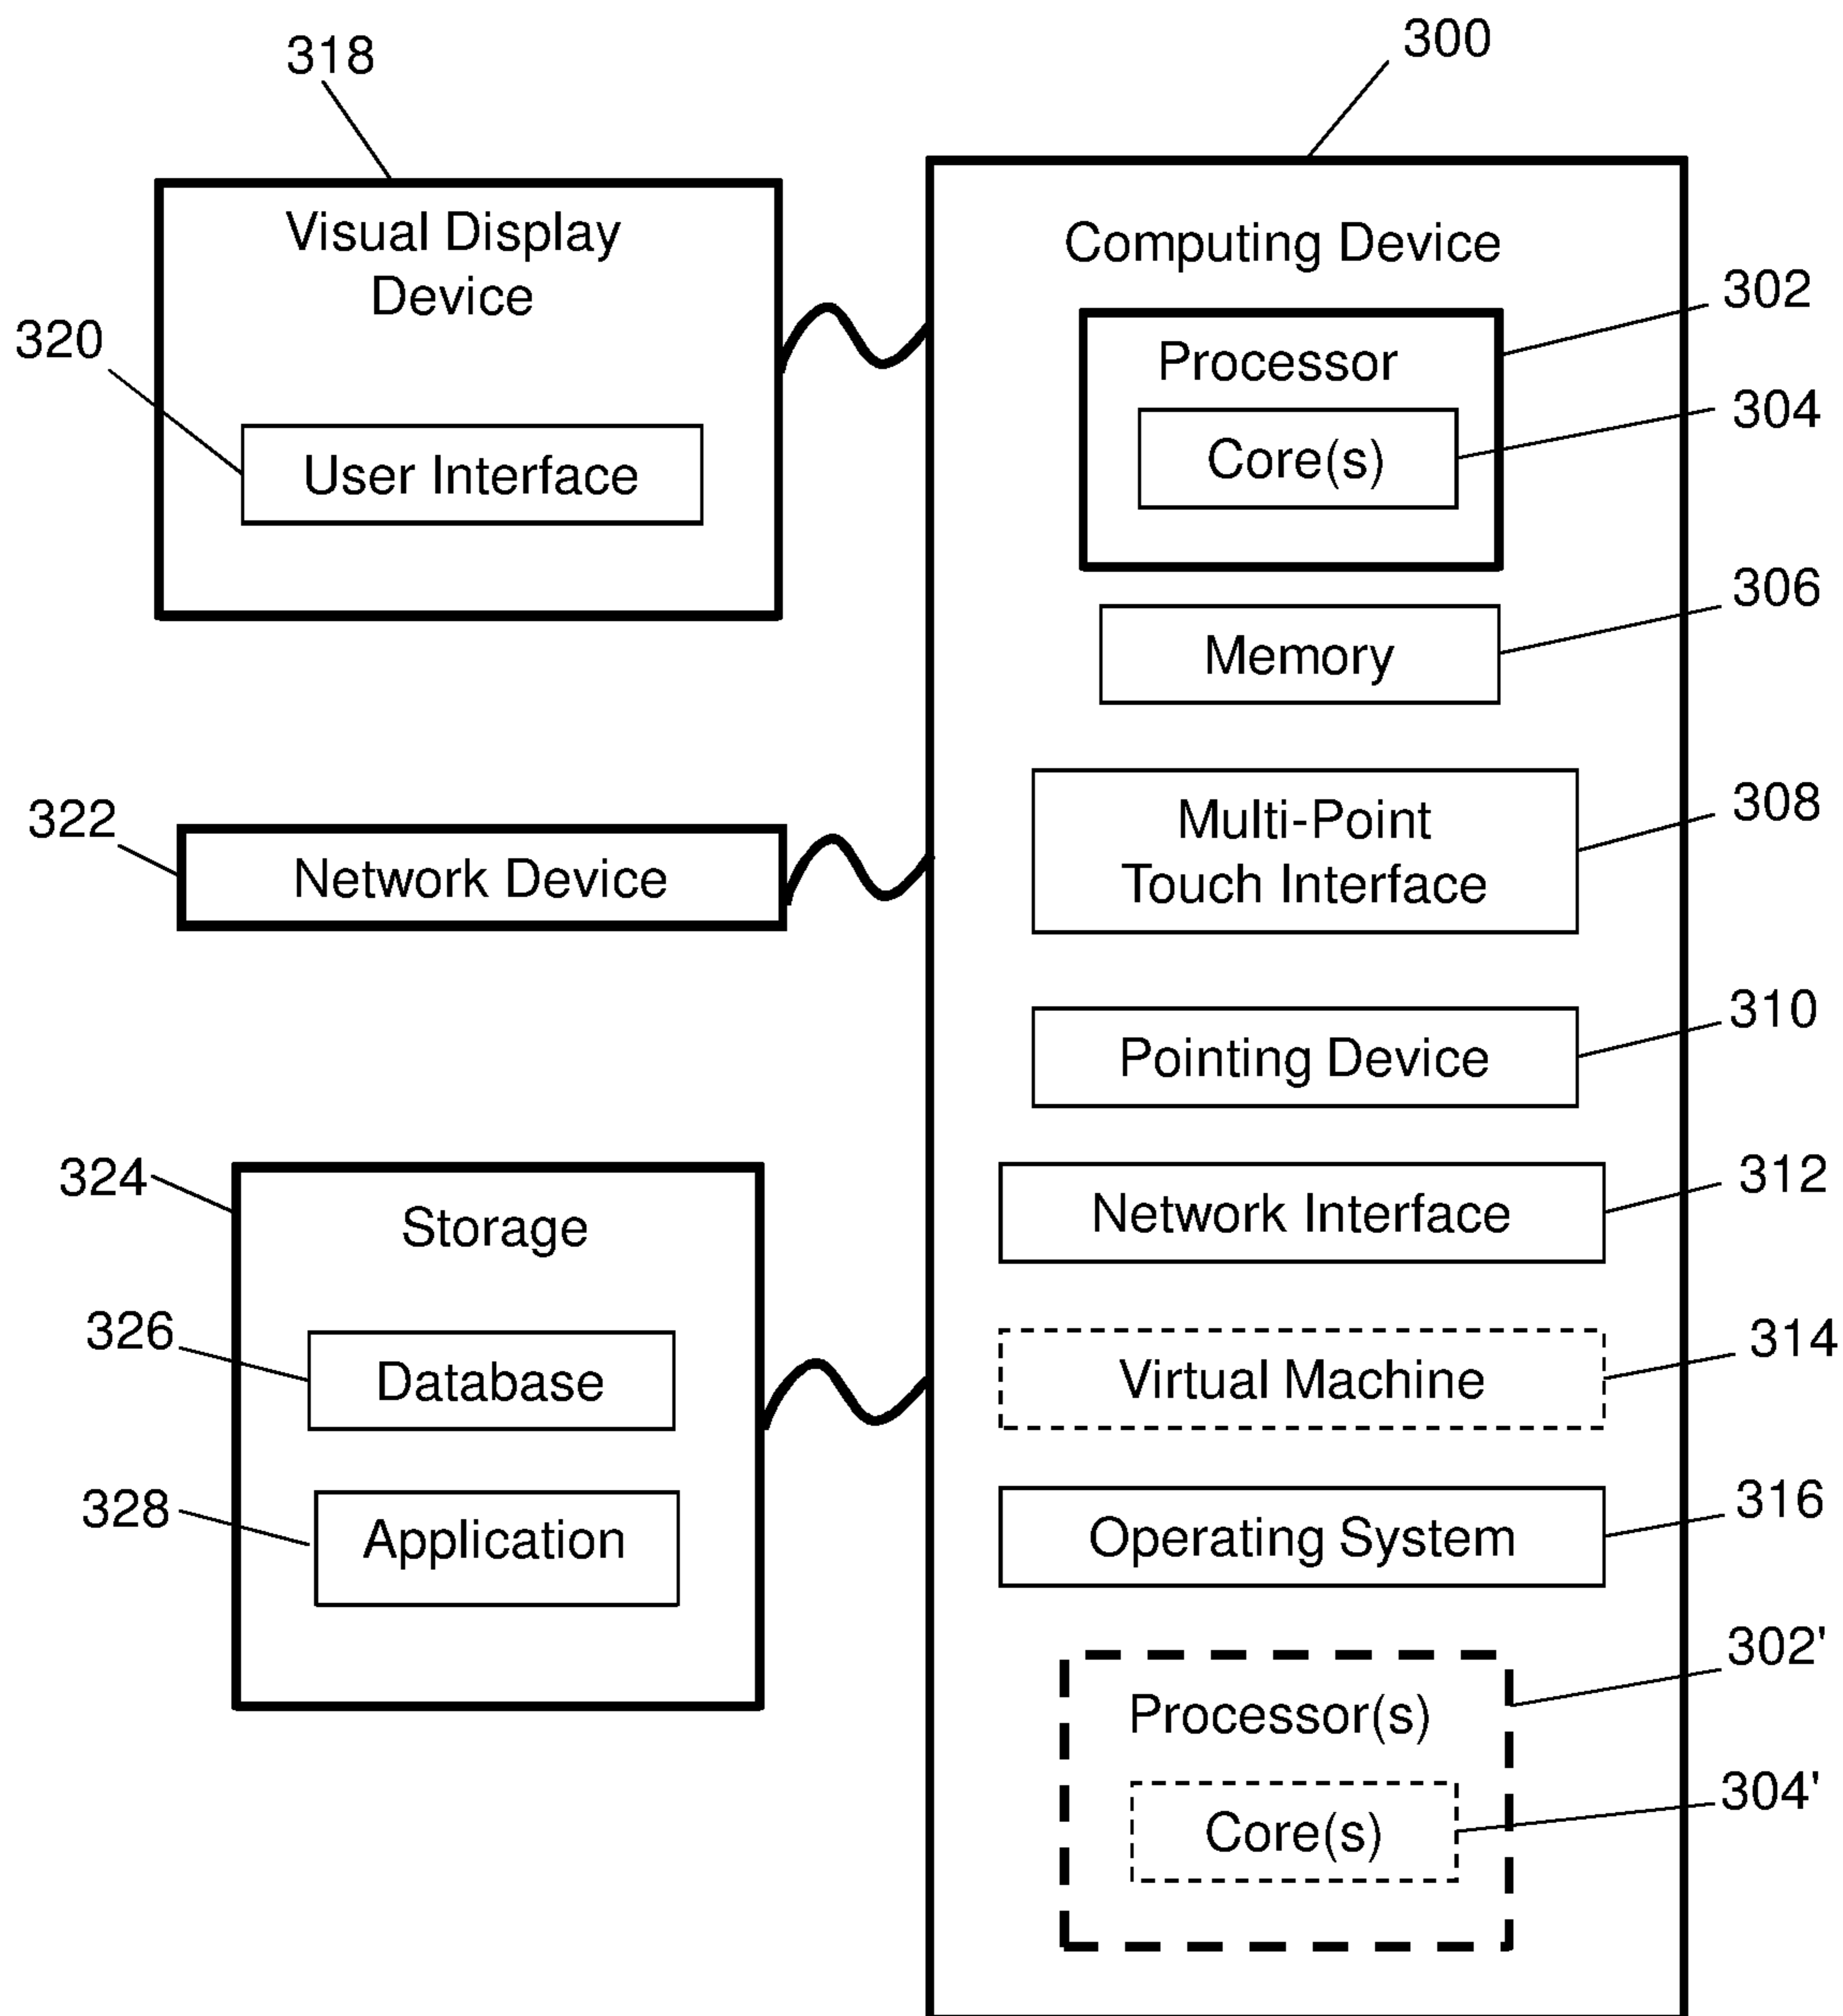 318
300
Visual Display
Device
320
User Interface
Computing Device
302
Processor
304
Core(s)
306
Memory
308
Multi-Point
Touch Interface
322
Network Device
310
Pointing Device
324
Storage
312
Network Interface
326
Database
314
Virtual Machine
328
Application
316
Operating System
302'
Processor(s)
304'
Core(s)